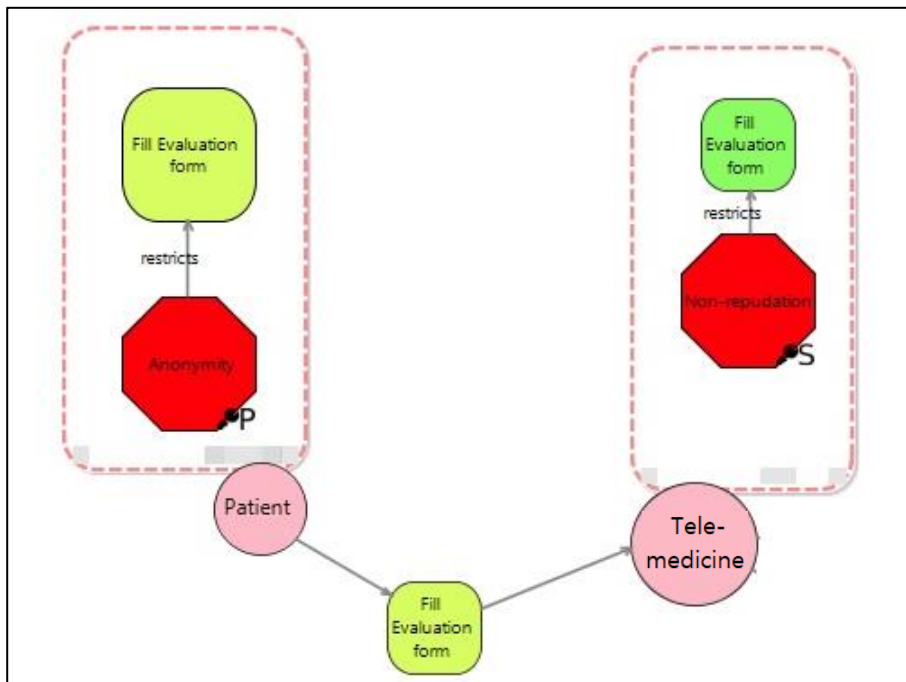 Fill Evaluation
form
restricts
Anonymity
P
Patient
Fill
Evaluation
form
restricts
Non-repudation
S
Tele-
medicine
Fill
Evaluation
form